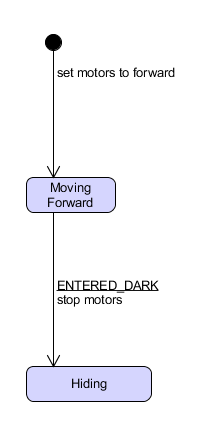 set motors to forward
Moving
Forward
ENTERED_DARK
stop motors
Hiding